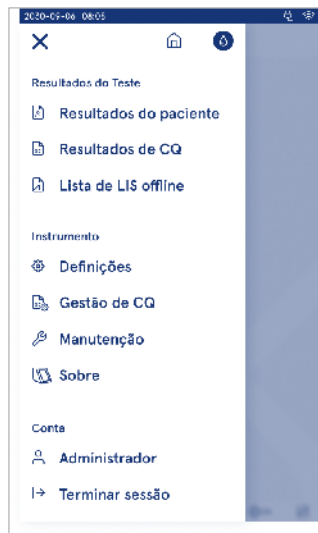 2030-09-06 08:05
Resultados do Teste
Resultados do paciente
Resultados de CQ
Lista de LIS offline
Instrumento
Definições
Gestão de CQ
Manutenção
Sobre
Conta
Administrador
Terminar sessão